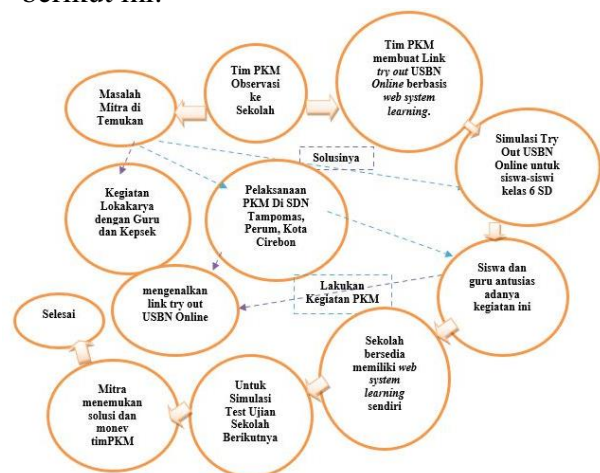 berikut ini.
Tim PKM
Observasi
ke
Sekolah
Tim PKM
membuat Link
try out USBN
Online berbasis
web system
learning.
Masalah
Mitra di
Temukan
Solusinya
Simulasi Try
Out USBN
Online untuk
siswa-siswi
kelas 6 SD
Kegiatan
Lokakarya
dengan Guru
dan Kepsek
Pelaksanaan
PKM Di SDN
Tampomas,
Perum, Kota
Cirebon
mengenalkan
link try out
USBN Online
Lakukan
Kegiatan PKM
Siswa dan
guru antusias
adanya
kegiatan ini
Selesai
Sekolah
bersedia
memiliki web
system
learning
sendiri
Mitra
menemukan
solusi dan
monev
timPKM
Untuk
Simulasi
Test Ujian
Sekolah
Berikutnya